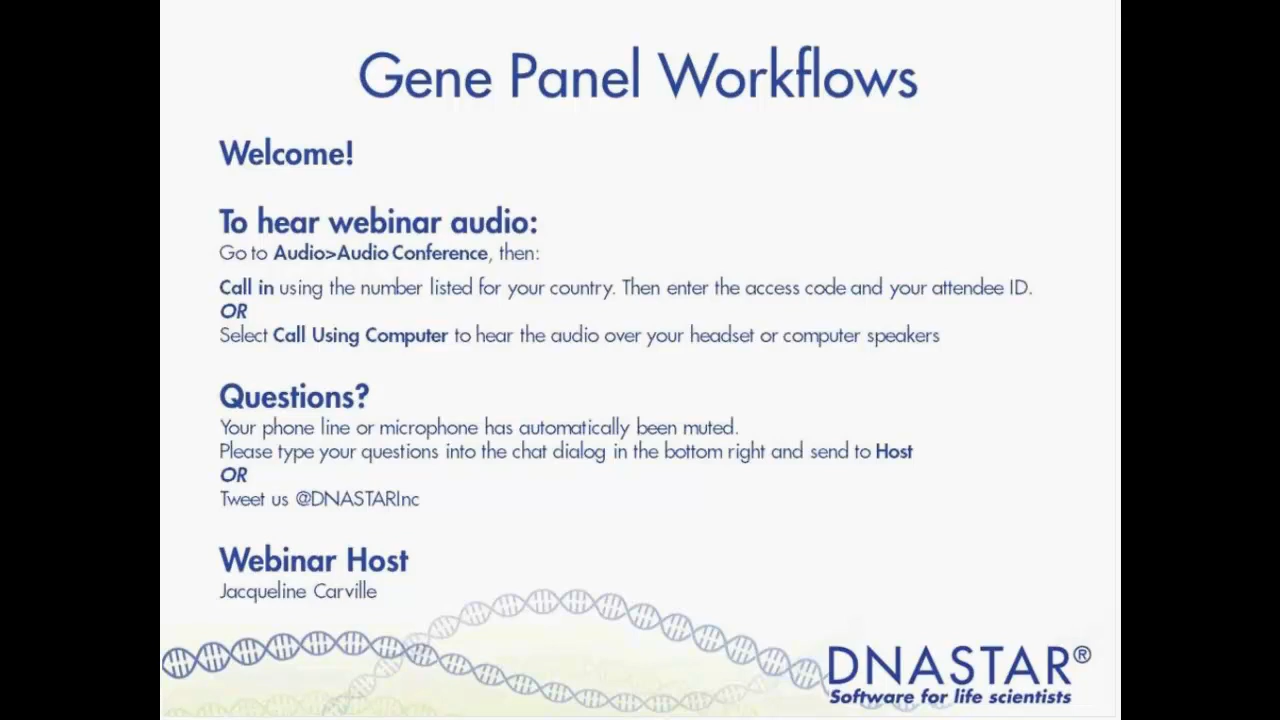 Gene Panel Workflows
Welcome!
To hear webinar audio:
Go to Audio>Audio Conference, then:
Call in using the number listed for your country. Then enter the access code and your attendee ID.
OR
Select Call Using Computer to hear the audio over your headset or computer speakers
Questions?
Your phone line or microphone has automatically been muted.
Please type your questions into the chat dialog in the bottom right and send to Host
OR
Tweet us @DNASTARInc
Webinar Host
Jacqueline Carville
DNASTAR®
Software for life scientists